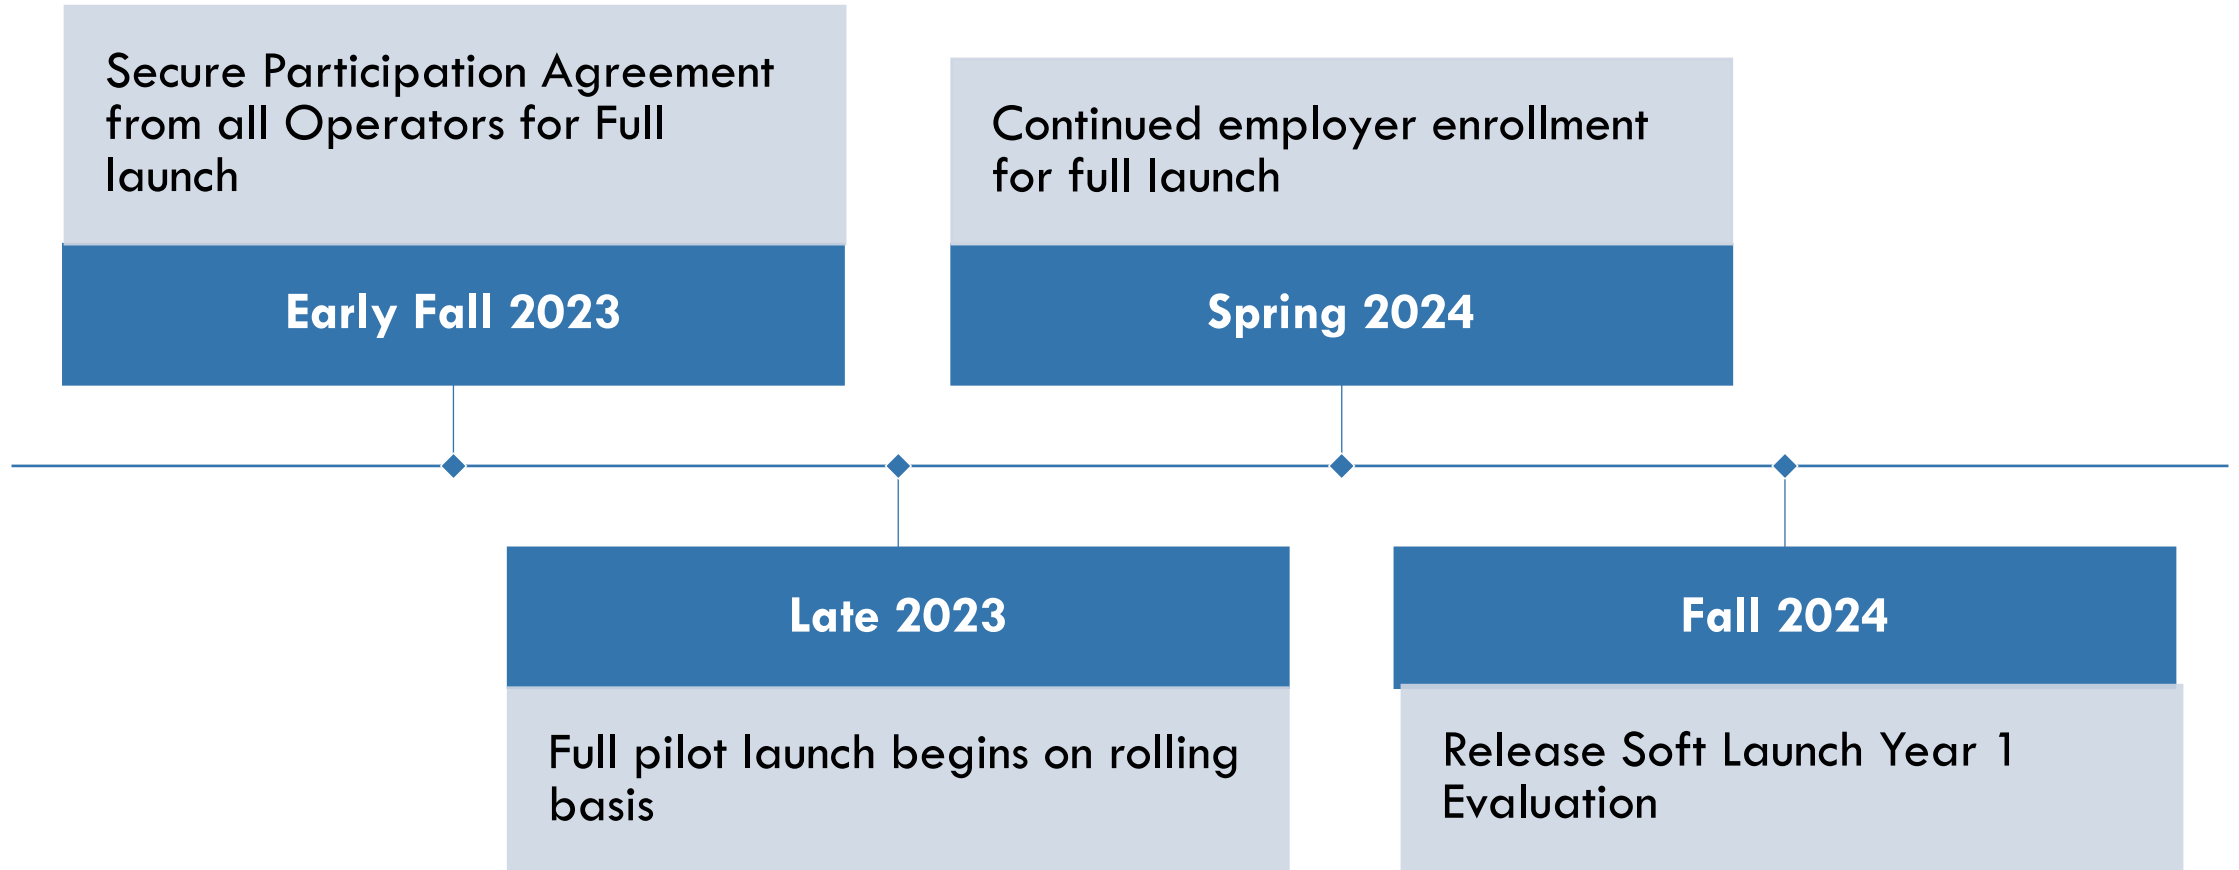 Secure Participation Agreement
from all Operators for Full
launch
Early Fall 2023
Late 2023
Full pilot launch begins on rolling
basis
Continued employer enrollment
for full launch
Spring 2024
Fall 2024
Release Soft Launch Year 1
Evaluation